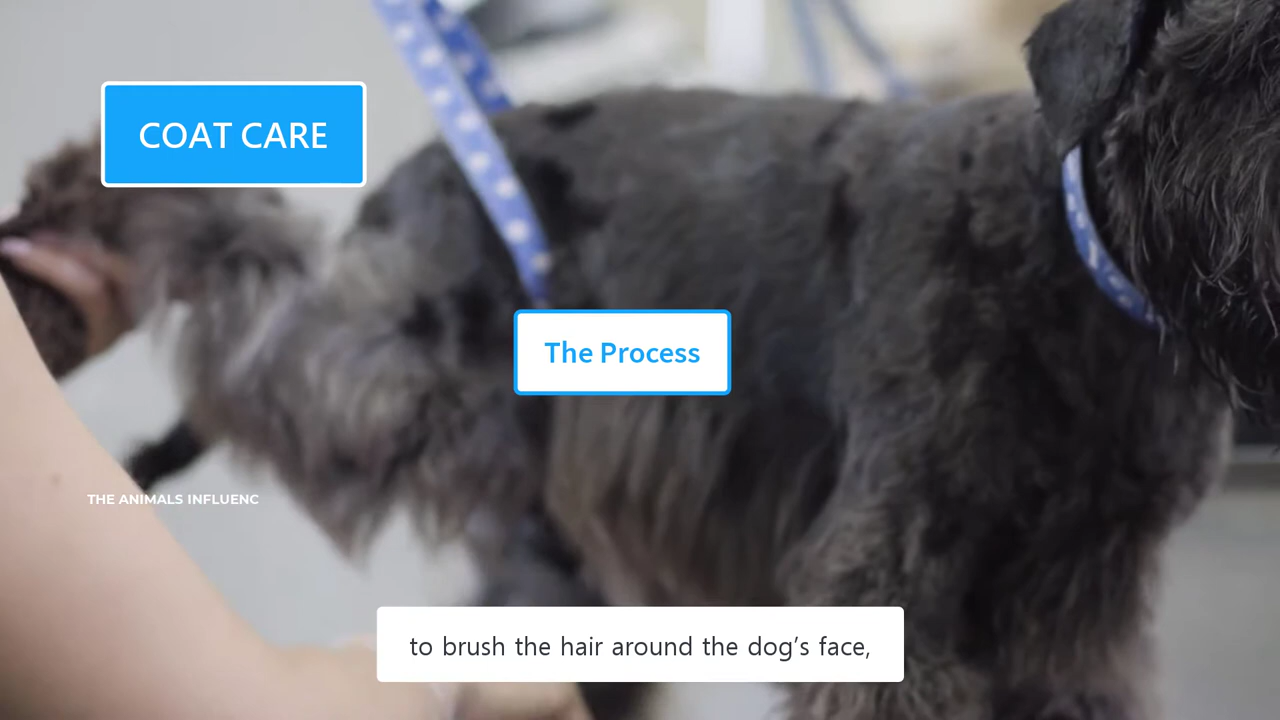 COAT CARE
The Process
THE ANIMALS INFLUENC
to brush the hair around the dog’s face,